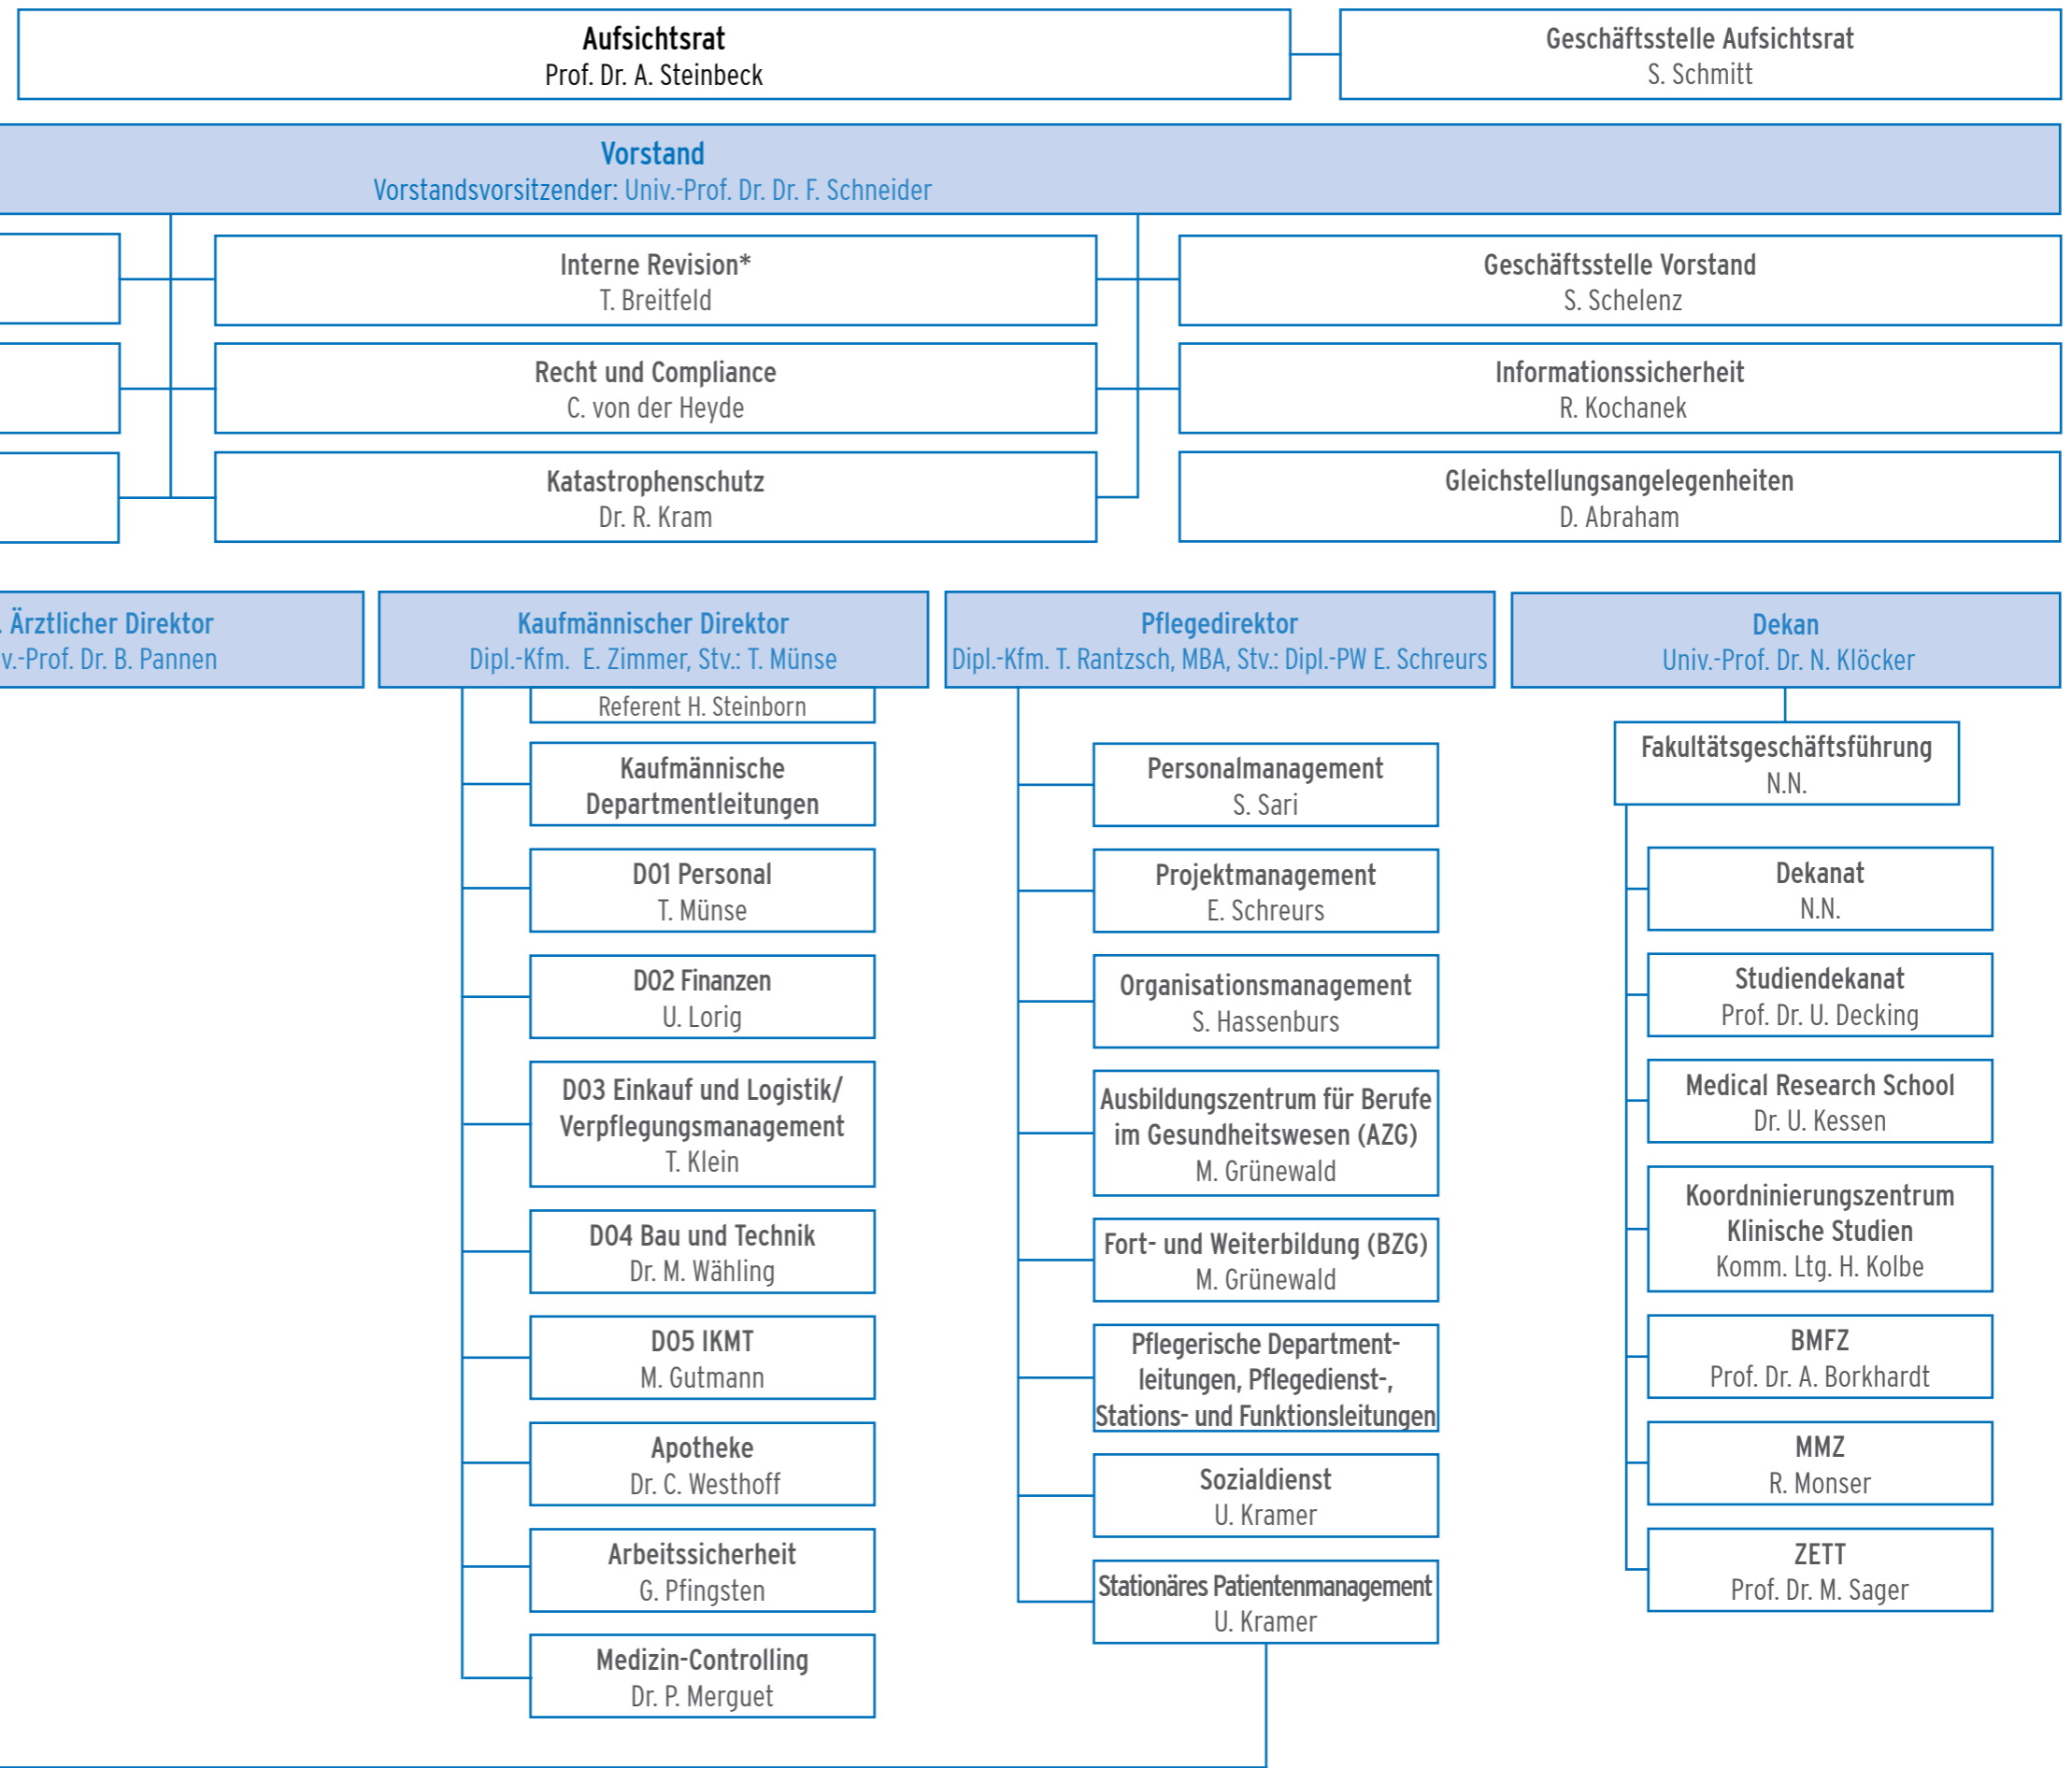 Aufsichtsrat
Prof. Dr. A. Steinbeck
Geschäftsstelle Aufsichtsrat
S. Schmitt
Vorstand
Vorstandsvorsitzender: Univ.-Prof. Dr. Dr. F. Schneider
Interne Revision*
T. Breitfeld
Geschäftsstelle Vorstand
S. Schelenz
Recht und Compliance
C. von der Heyde
Informationssicherheit
R. Kochanek
Katastrophenschutz
Dr. R. Kram
Gleichstellungsangelegenheiten
D. Abraham
. Ärztlicher Direktor
v.-Prof. Dr. B. Pannen
Kaufmännischer Direktor
Dipl.-Kfm. E. Zimmer, Stv.: T. Münse
Referent H. Steinborn
Kaufmännische
Departmentleitungen
D01 Personal
T. Münse
D02 Finanzen
U. Lorig
D03 Einkauf und Logistik/
Verpflegungsmanagement
T. Klein
D04 Bau und Technik
Dr. M. Wähling
D05 IKMT
M. Gutmann
Apotheke
Dr. C. Westhoff
Arbeitssicherheit
G. Pfingsten
Medizin-Controlling
Dr. P. Merguet
Pflegedirektor
Dipl.-Kfm. T. Rantzsch, MBA, Stv.: Dipl.-PW E. Schreurs
Personalmanagement
S. Sari
Projektmanagement
E. Schreurs
Organisationsmanagement
S. Hassenburs
Ausbildungszentrum für Berufe
im Gesundheitswesen (AZG)
M. Grünewald
Fort- und Weiterbildung (BZG)
M. Grünewald
Pflegerische Department-
leitungen, Pflegedienst-,
Stations- und Funktionsleitungen
Sozialdienst
U. Kramer
Stationäres Patientenmanagement
U. Kramer
Dekan
Univ.-Prof. Dr. N. Klöcker
Fakultätsgeschäftsführung
N.N.
Dekanat
N.N.
Studiendekanat
Prof. Dr. U. Decking
Medical Research School
Dr. U. Kessen
Koordninierungszentrum
Klinische Studien
Komm. Ltg. H. Kolbe
BMFZ
Prof. Dr. A. Borkhardt
MMZ
R. Monser
ZETT
Prof. Dr. M. Sager